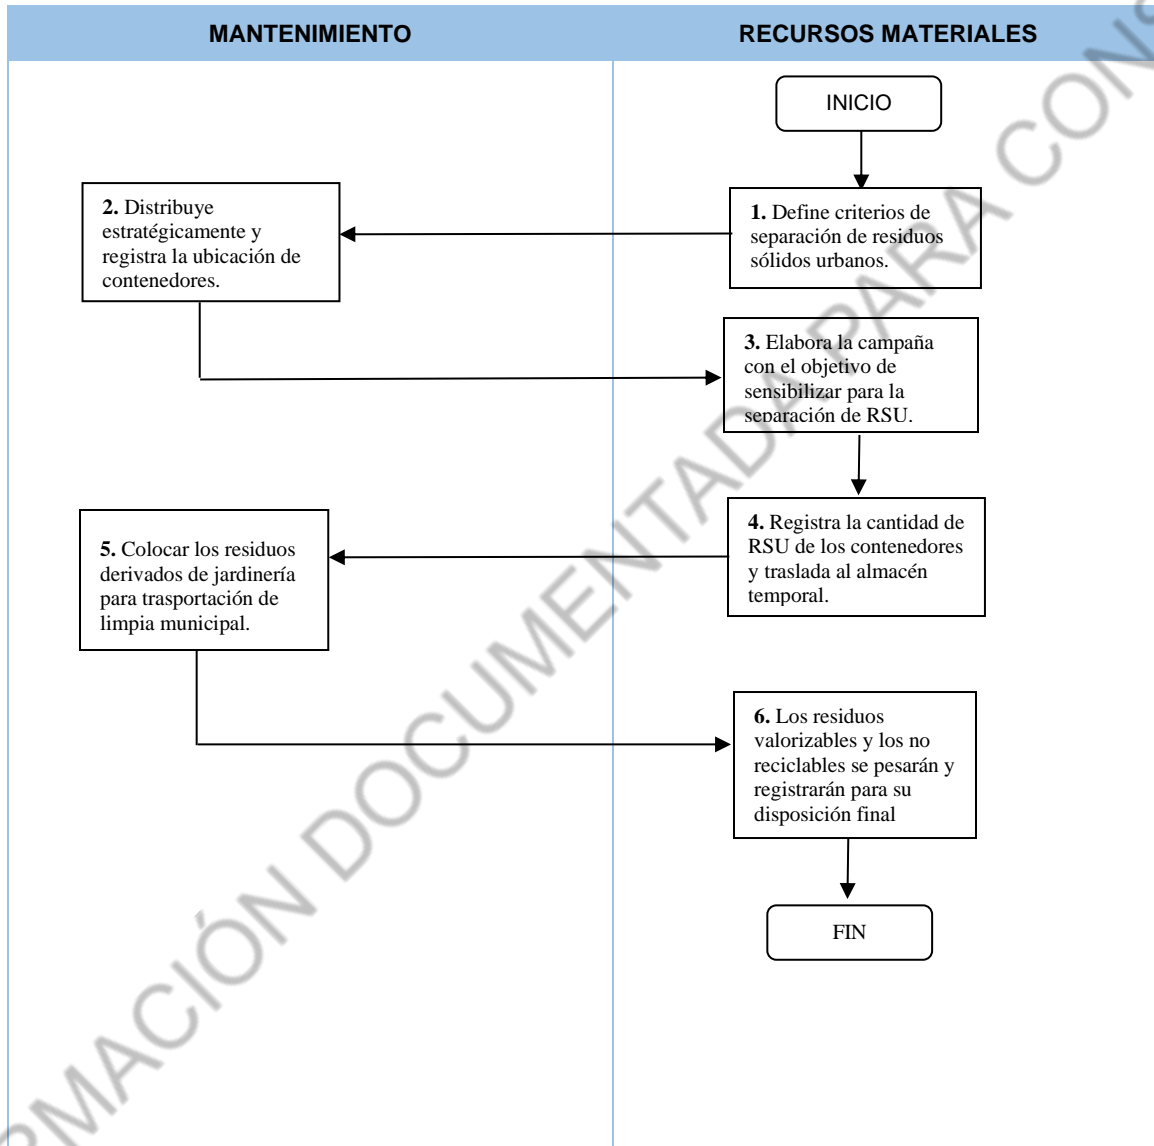 MANTENIMIENTO
RECURSOS MATERIALES
INICIO
1. Define criterios de
separación de residuos
sólidos urbanos.
2. Distribuye
estratégicamente y
registra la ubicación de
contenedores.
3. Elabora la campaña
con el objetivo de
sensibilizar para la
separación de RSU.
4. Registra la cantidad de
RSU de los contenedores
y traslada al almacén
temporal.
5. Colocar los residuos
derivados de jardinería
para trasportación de
limpia municipal.
6. Los residuos
valorizables y los no
reciclables se pesarán y
registrarán para su
disposición final
FIN
RMACIÓN DOCUMENTADA PARA CONS